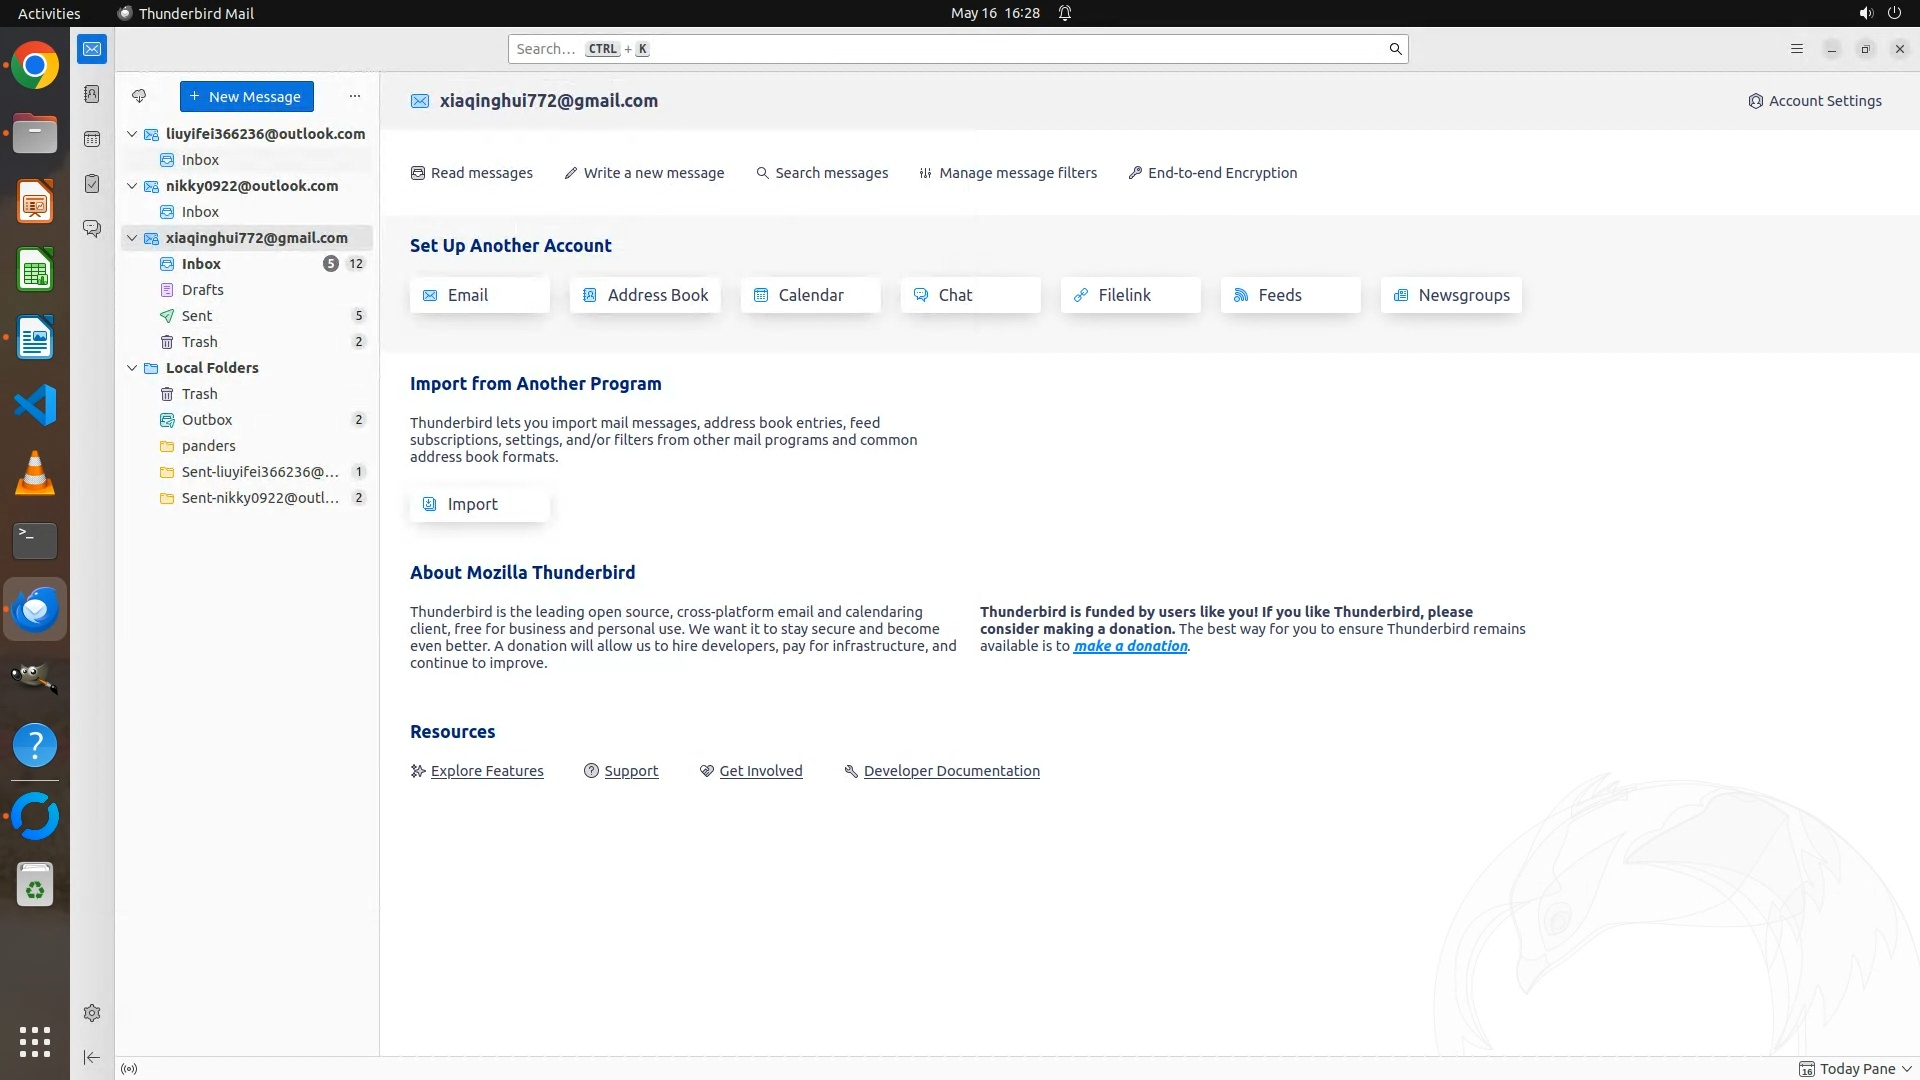 Activities
Thunderbird Mail
May 16 16:28
Search... CTRL + K
New Message
liuyifei366236@outlook.com
Inbox
nikky0922@outlook.com
Inbox
xiaqinghui772@gmail.com
Inbox 5 12
Drafts
Sent 5
Trash 2
Local Folders
Trash
Outbox 2
panders
Sent-liuyifei366236@... 1
Sent-nikky0922@outl... 2
xiaqinghui772@gmail.com
Account Settings
Read messages
Write a new message
Search messages
Manage message filters
End-to-end Encryption
Set Up Another Account
Email
Address Book
Calendar
Chat
Filelink
Feeds
Newsgroups
Import from Another Program
Thunderbird lets you import mail messages, address book entries, feed
subscriptions, settings, and/or filters from other mail programs and common
address book formats.
Import
About Mozilla Thunderbird
Thunderbird is the leading open source, cross-platform email and calendaring
client, free for business and personal use. We want it to stay secure and become
even better. A donation will allow us to hire developers, pay for infrastructure, and
continue to improve.
Thunderbird is funded by users like you! If you like Thunderbird, please
consider making a donation. The best way for you to ensure Thunderbird remains
available is to make a donation.
Resources
Explore Features
Support
Get Involved
Developer Documentation
16 Today Pane